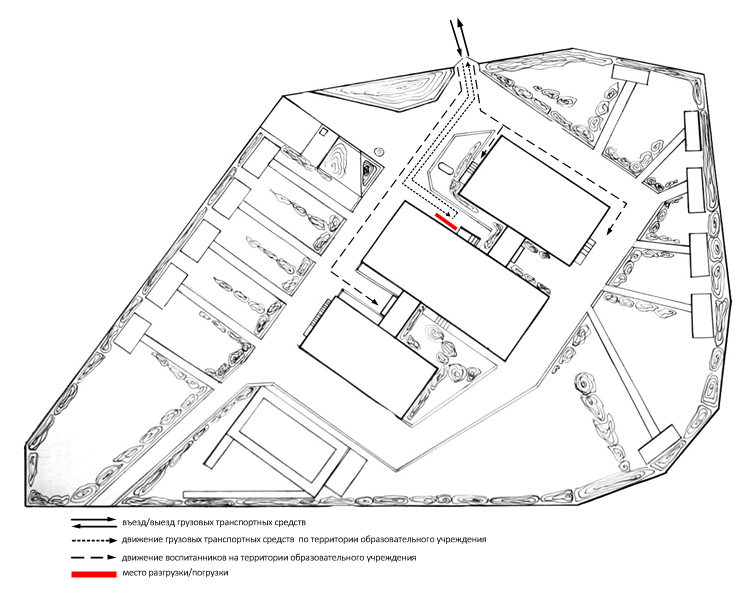 въезд/выезд грузовых транспортных средств
движение грузовых транспортных средств по территории образовательного учреждения
движение воспитанников на территории образовательного учреждения
место разгрузки/погрузки